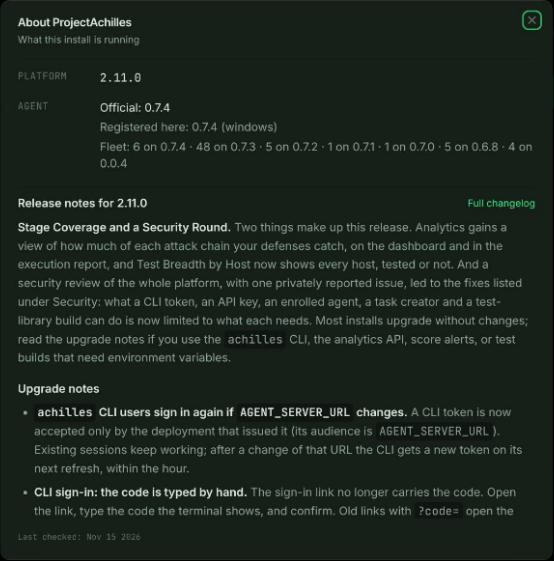 About ProjectAchilles
What this install is running
PLATFORM 2.11.0
AGENT Official: 0.7.4
Registered here: 0.7.4 (windows)
Fleet: 6 on 0.7.4 · 48 on 0.7.3 · 5 on 0.7.2 · 1 on 0.7.1 · 1 on 0.7.0 · 5 on 0.6.8 · 4 on
0.0.4
Release notes for 2.11.0 Full changelog
Stage Coverage and a Security Round. Two things make up this release. Analytics gains a
view of how much of each attack chain your defenses catch, on the dashboard and in the
execution report, and Test Breadth by Host now shows every host, tested or not. And a
security review of the whole platform, with one privately reported issue, led to the fixes listed
under Security: what a CLI token, an API key, an enrolled agent, a task creator and a test-
library build can do is now limited to what each needs. Most installs upgrade without changes;
read the upgrade notes if you use the achilles CLI, the analytics API, score alerts, or test
builds that need environment variables.
Upgrade notes
• achilles CLI users sign in again if AGENT_SERVER_URL changes. A CLI token is now
accepted only by the deployment that issued it (its audience is AGENT_SERVER_URL).
Existing sessions keep working; after a change of that URL the CLI gets a new token on its
next refresh, within the hour.
• CLI sign-in: the code is typed by hand. The sign-in link no longer carries the code. Open
the link, type the code the terminal shows, and confirm. Old links with ?code= open the
Last checked: Nov 15 2026